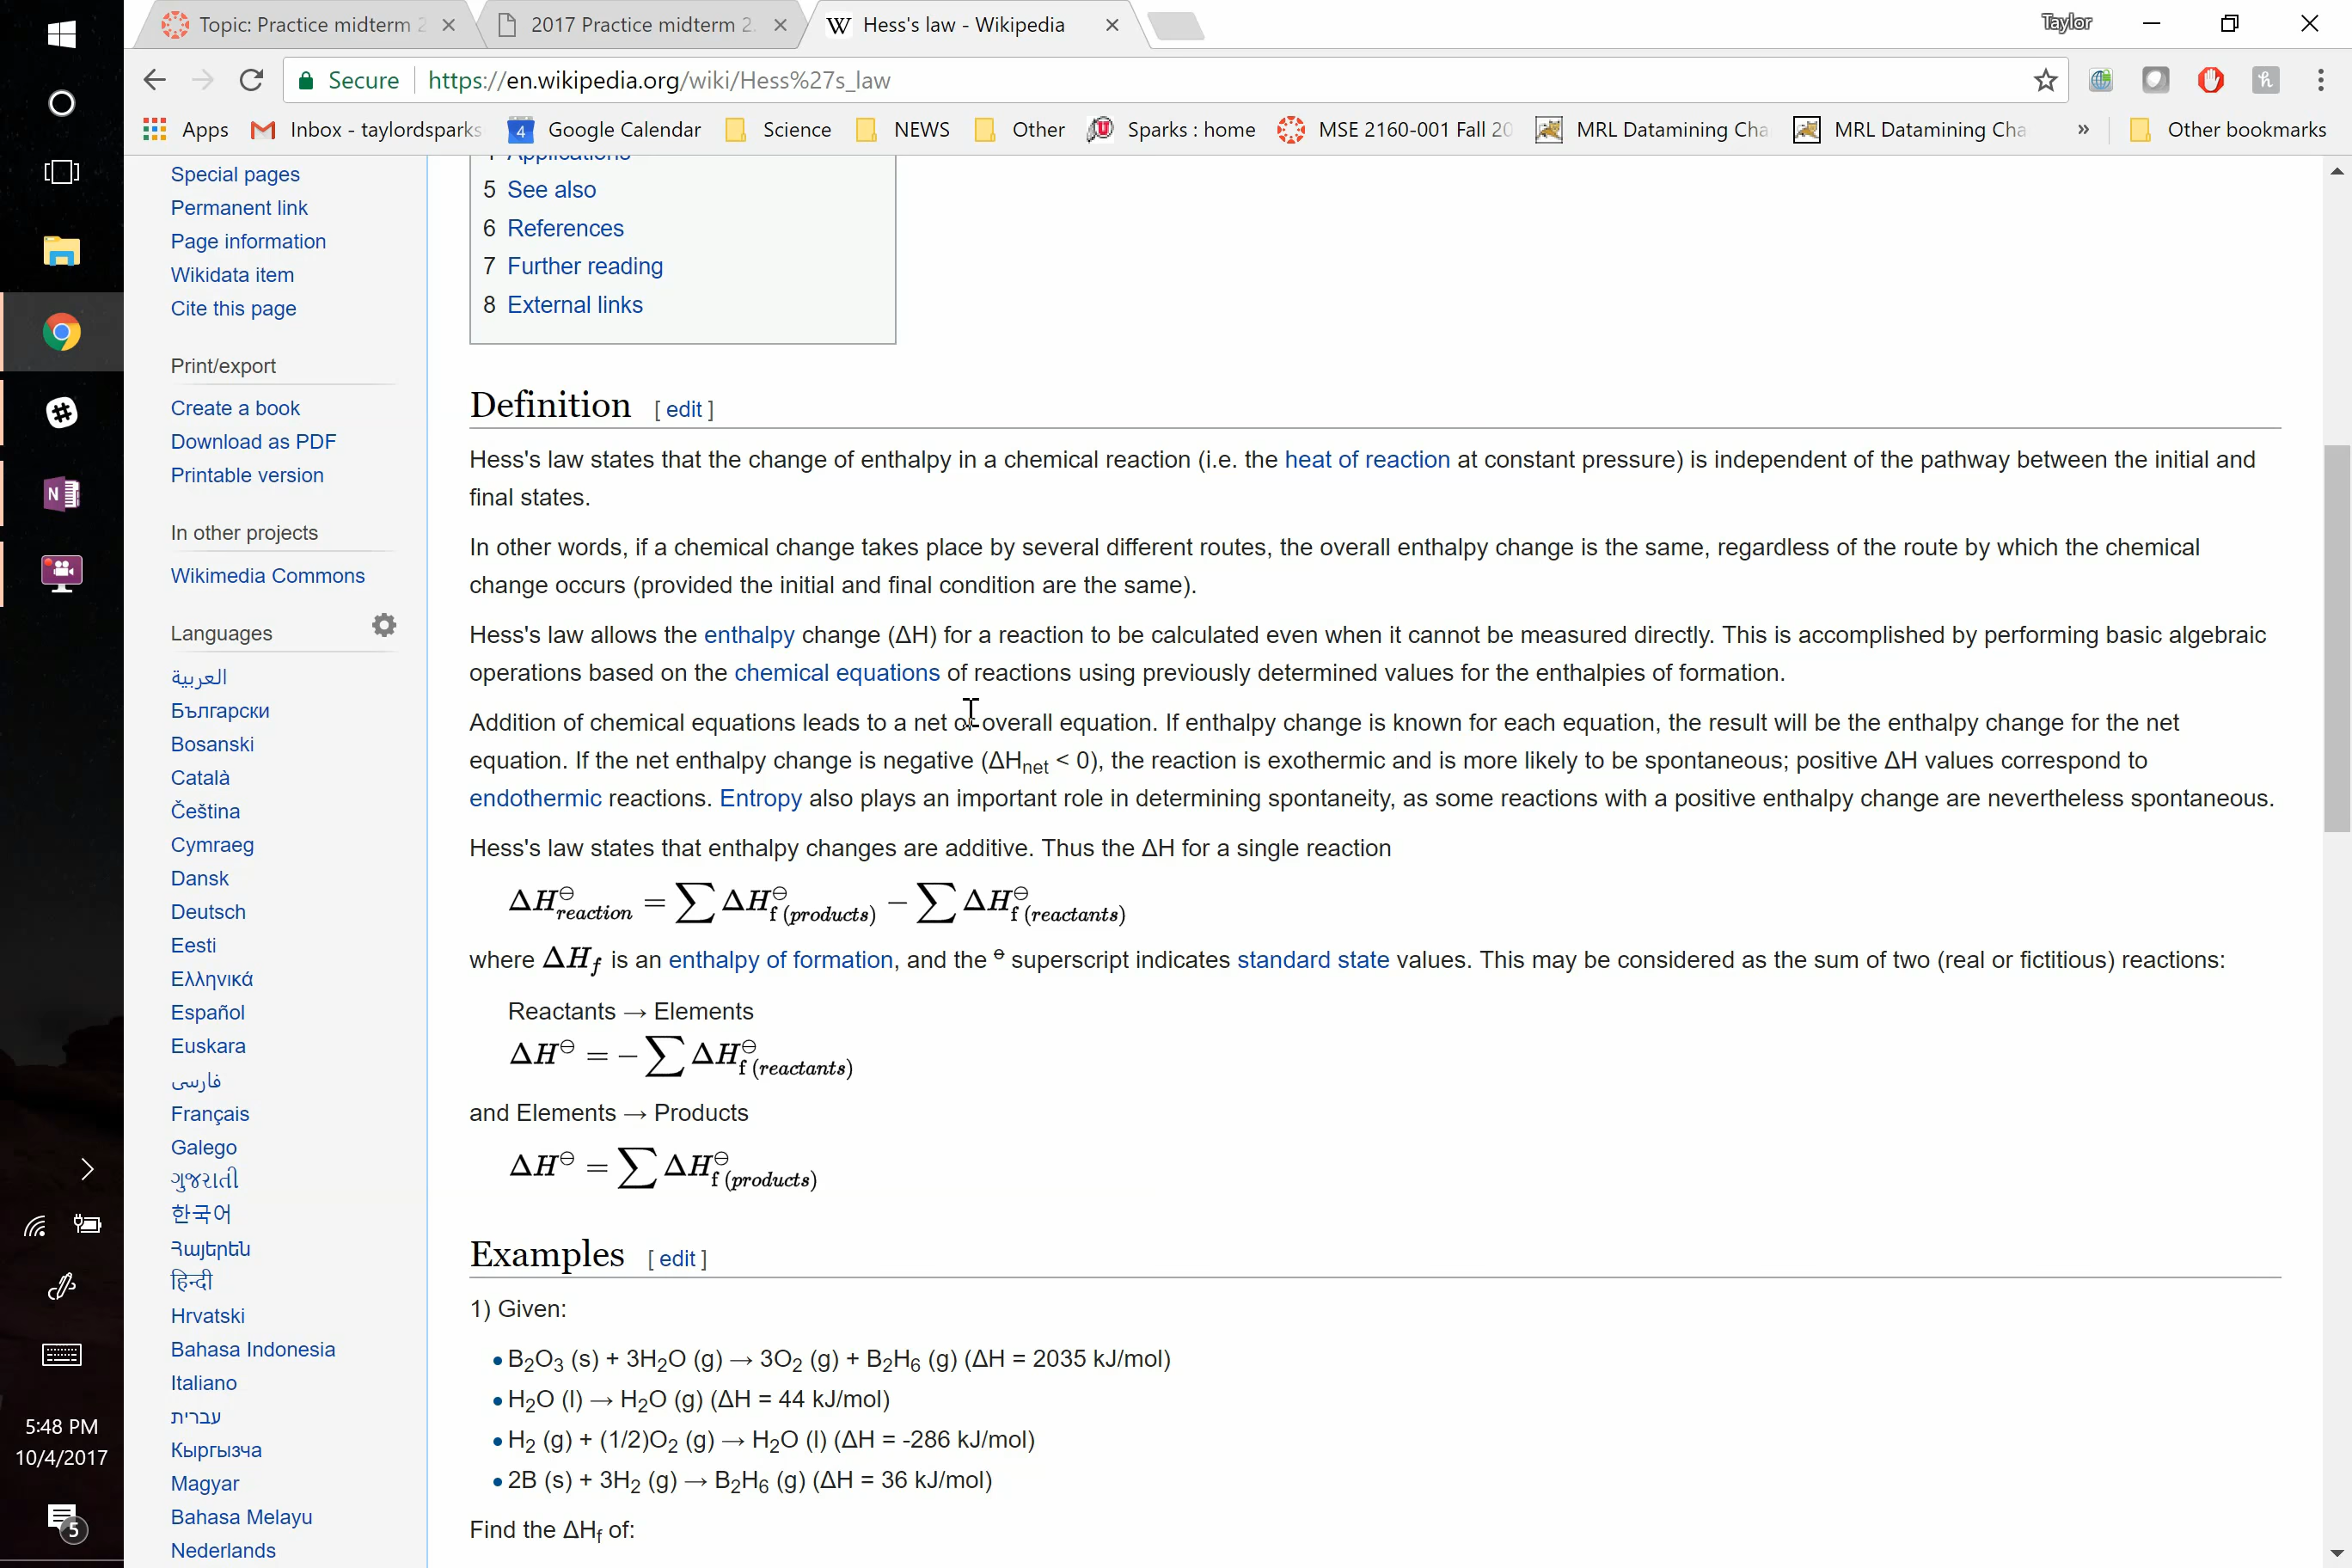 Topic: Practice midterm 2
2017 Practice midterm 2.
W Hess's law - Wikipedia
Taylor
Secure https://en.wikipedia.org/wiki/Hess%27s_law
Apps Inbox - taylordsparks 4 Google Calendar Science NEWS Other Sparks : home MSE 2160-001 Fall 20 MRL Datamining Cha MRL Datamining Cha » Other bookmarks
Special pages
Permanent link
Page information
Wikidata item
Cite this page
Print/export
Create a book
Download as PDF
Printable version
In other projects
Wikimedia Commons
Languages
العربية
Български
Bosanski
Català
Čeština
Cymraeg
Dansk
Deutsch
Eesti
Ελληνικά
Español
Euskara
فارسی
Français
Galego
ગુજરાતી
한국어
Հայերեն
हिन्दी
Hrvatski
Bahasa Indonesia
Italiano
עברית
Кыргызча
Magyar
Bahasa Melayu
Nederlands
Applications
5 See also
6 References
7 Further reading
8 External links
Definition [ edit ]
Hess's law states that the change of enthalpy in a chemical reaction (i.e. the heat of reaction at constant pressure) is independent of the pathway between the initial and
final states.
In other words, if a chemical change takes place by several different routes, the overall enthalpy change is the same, regardless of the route by which the chemical
change occurs (provided the initial and final condition are the same).
Hess's law allows the enthalpy change (ΔH) for a reaction to be calculated even when it cannot be measured directly. This is accomplished by performing basic algebraic
operations based on the chemical equations of reactions using previously determined values for the enthalpies of formation.
Addition of chemical equations leads to a net or overall equation. If enthalpy change is known for each equation, the result will be the enthalpy change for the net
equation. If the net enthalpy change is negative (ΔHnet < 0), the reaction is exothermic and is more likely to be spontaneous; positive ΔH values correspond to
endothermic reactions. Entropy also plays an important role in determining spontaneity, as some reactions with a positive enthalpy change are nevertheless spontaneous.
Hess's law states that enthalpy changes are additive. Thus the ΔH for a single reaction
ΔH⊖reaction = ∑ ΔH⊖f (products) − ∑ ΔH⊖f (reactants)
where ΔHf is an enthalpy of formation, and the ⊖ superscript indicates standard state values. This may be considered as the sum of two (real or fictitious) reactions:
Reactants → Elements
ΔH⊖ = − ∑ ΔH⊖f (reactants)
and Elements → Products
ΔH⊖ = ∑ ΔH⊖f (products)
Examples [ edit ]
1) Given:
• B₂O₃ (s) + 3H₂O (g) → 3O₂ (g) + B₂H₆ (g) (ΔH = 2035 kJ/mol)
• H₂O (l) → H₂O (g) (ΔH = 44 kJ/mol)
• H₂ (g) + (1/2)O₂ (g) → H₂O (l) (ΔH = -286 kJ/mol)
• 2B (s) + 3H₂ (g) → B₂H₆ (g) (ΔH = 36 kJ/mol)
Find the ΔHf of:
5:48 PM
10/4/2017
5